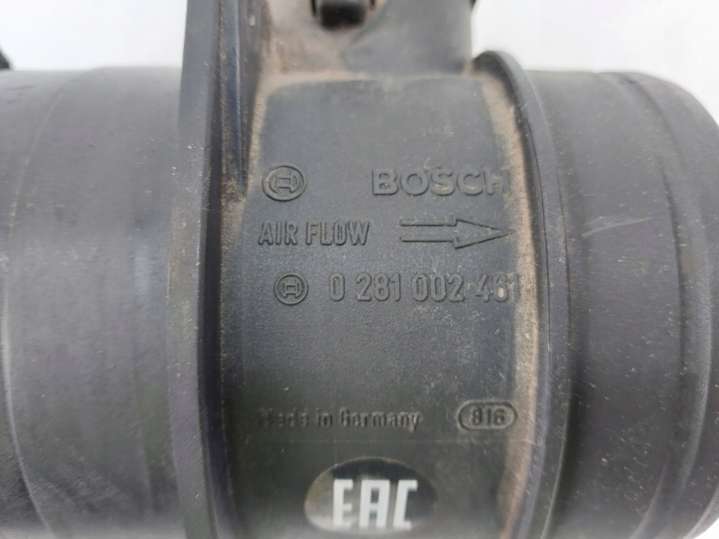 BOSCH
AIR FLOW
0 281 002 461
Made in Germany 816
EAC